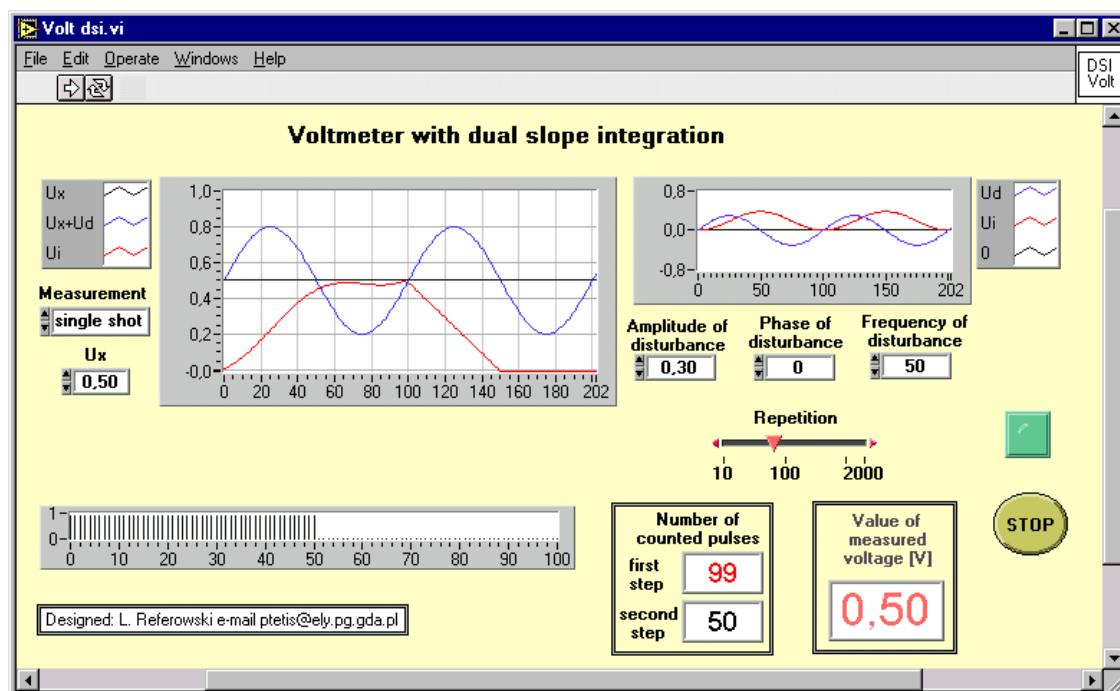 Volt dsi.vi
File Edit Operate Windows Help
DSI
Volt
Voltmeter with dual slope integration
Ux
Ux+Ud
Ui
1,0
0,8
0,6
0,4
0,2
-0,0
0 20 40 60 80 100 120 140 160 180 202
0,8
0,0
-0,8
0 50 100 150 202
Ud
Ui
0
Measurement
single shot
Ux
0,50
Amplitude of
disturbance
0,30
Phase of
disturbance
0
Frequency of
disturbance
50
Repetition
10 100 2000
1
0
0 10 20 30 40 50 60 70 80 90 100
Number of
counted pulses
first
step
99
second
step
50
Value of
measured
voltage [V]
0,50
STOP
Designed: L. Referowski e-mail ptetis@ely.pg.gda.pl